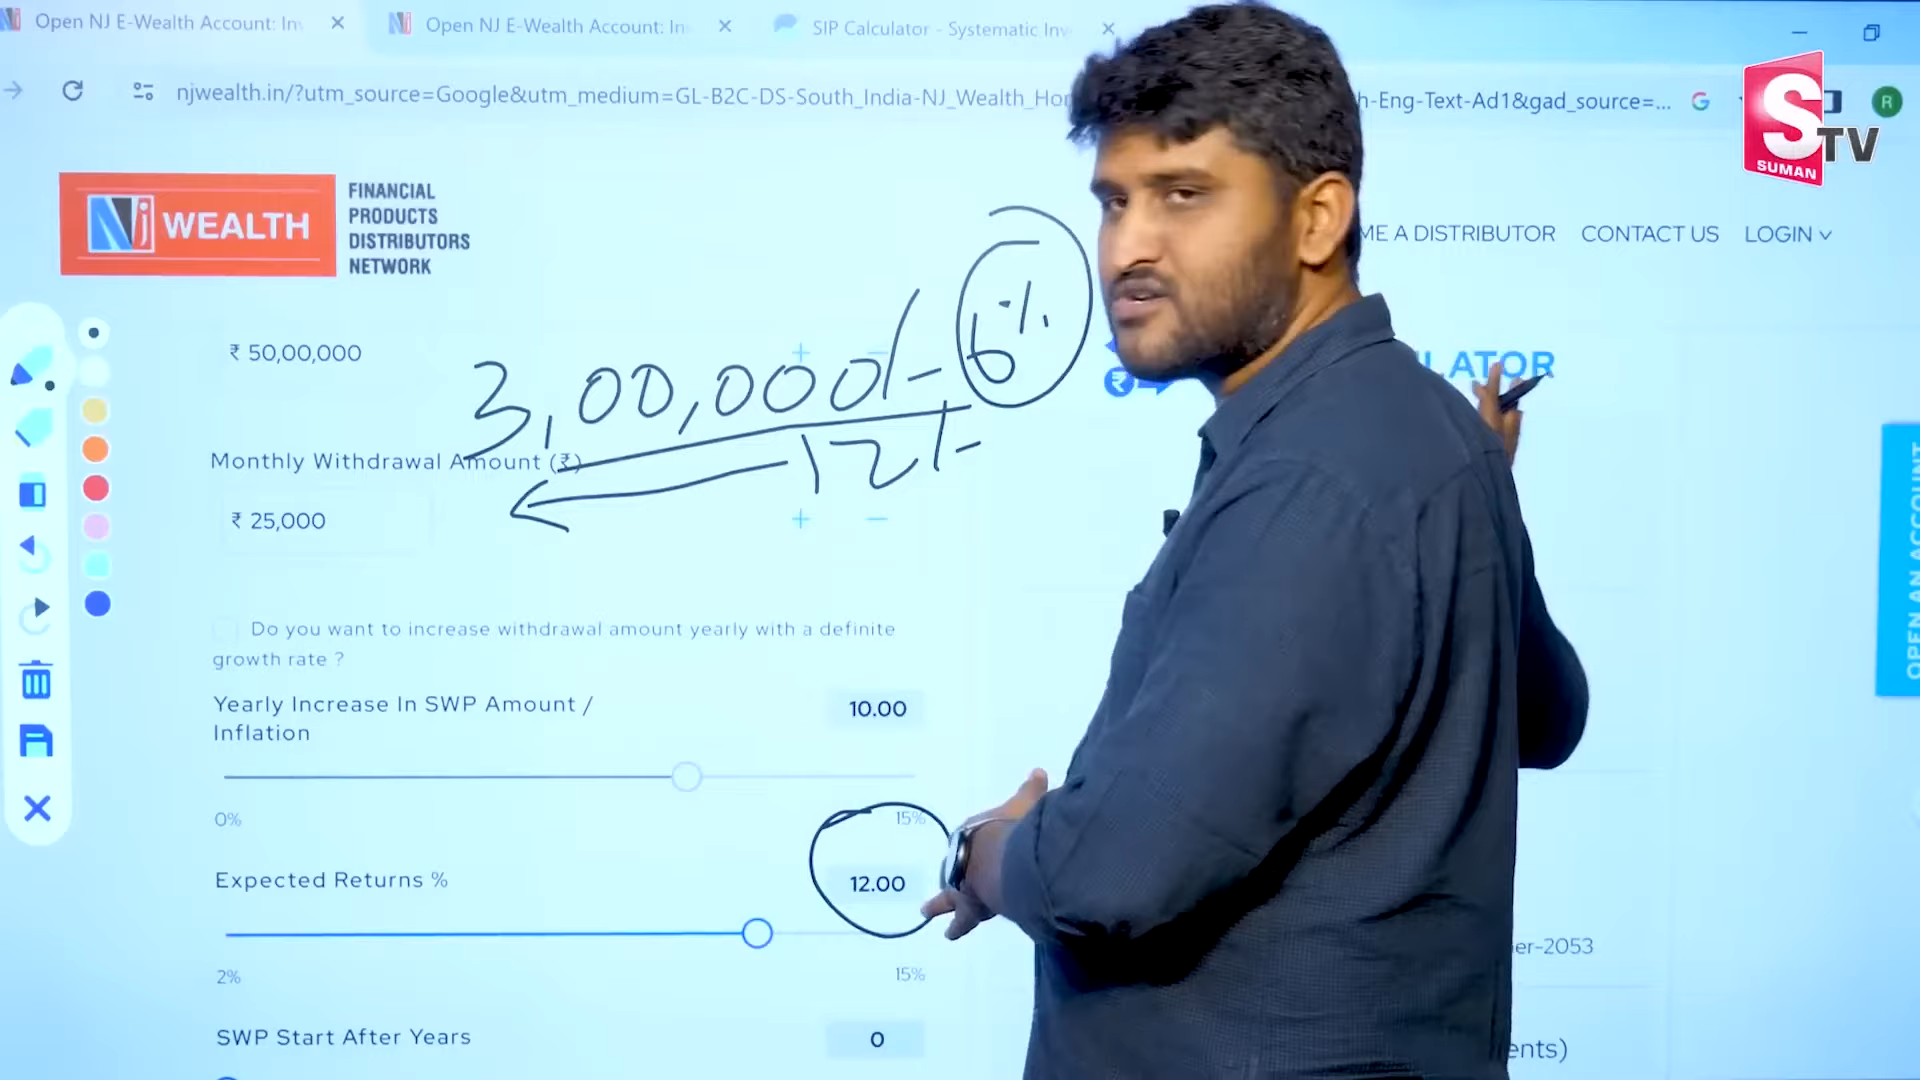 Open NJ E-Wealth Account: Inv
Open NJ E-Wealth Account: In
SIP Calculator - Systematic Inv
njwealth.in/?utm_source=Google&utm_medium=GL-B2C-DS-South_India-NJ_Wealth_Ho
h-Eng-Text-Ad1&gad_source=...
G
R
S TV
SUMAN
NJ WEALTH
FINANCIAL
PRODUCTS
DISTRIBUTORS
NETWORK
ME A DISTRIBUTOR
CONTACT US
LOGIN
₹ 50,00,000
+ −
3,00,000/-
6%
LATOR
12/-
Monthly Withdrawal Amount (₹)
₹ 25,000
+ −
OPEN AN ACCOUNT
Do you want to increase withdrawal amount yearly with a definite
growth rate ?
Yearly Increase In SWP Amount /
Inflation
10.00
0%
15%
Expected Returns %
12.00
2%
15%
er-2053
SWP Start After Years
0
ents)